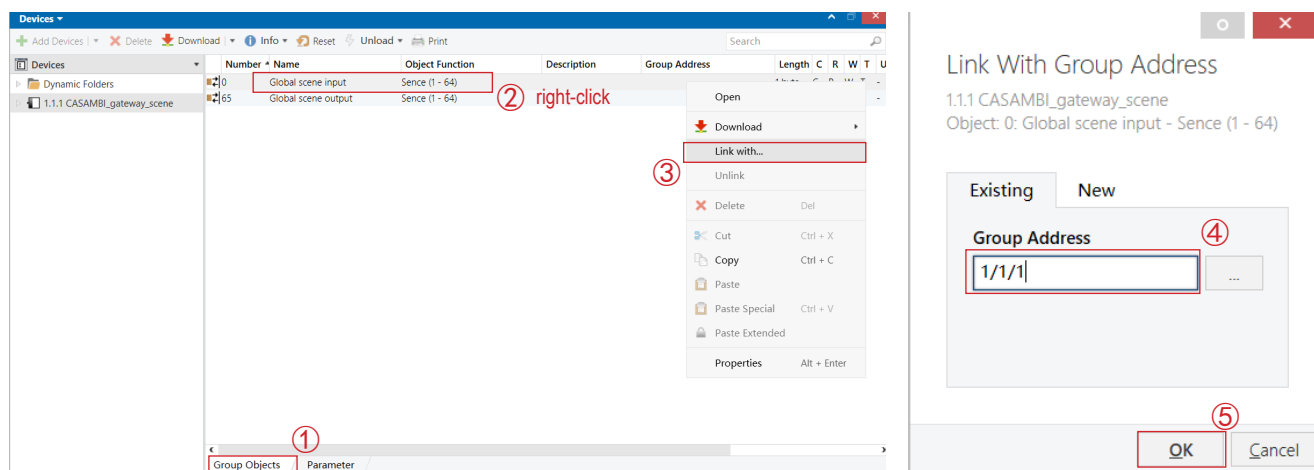 Devices
Add Devices Delete Download Info Reset Unload Print Search
Devices Number Name Object Function Description Group Address Length C R W T U
Dynamic Folders 0 Global scene input Sence (1 - 64)
1.1.1 CASAMBI_gateway_scene 65 Global scene output Sence (1 - 64) -
② right-click
Open
Download
③ Link with...
Unlink
Delete Del
Cut Ctrl + X
Copy Ctrl + C
Paste
Paste Special Ctrl + V
Paste Extended
Properties Alt + Enter
①
Group Objects Parameter
Link With Group Address
1.1.1 CASAMBI_gateway_scene
Object: 0: Global scene input - Sence (1 - 64)
Existing New
Group Address ④
1/1/1 ...
⑤
OK Cancel